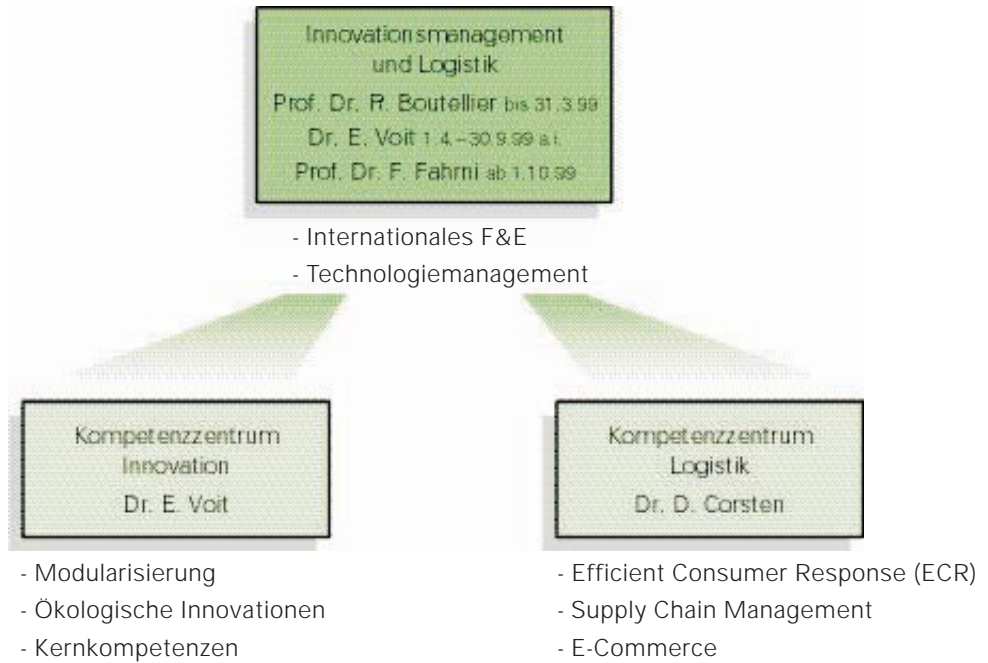 Innovationsmanagement
und Logistik
Prof. Dr. R. Boutellier bis 31.3.99
Dr. E. Voit 1.4.–30.9.99 a.i.
Prof. Dr. F. Fahrni ab 1.10.99
- Internationales F&E
- Technologiemanagement
Kompetenzzentrum
Innovation
Dr. E. Voit
- Modularisierung
- Ökologische Innovationen
- Kernkompetenzen
Kompetenzzentrum
Logistik
Dr. D. Corsten
- Efficient Consumer Response (ECR)
- Supply Chain Management
- E-Commerce